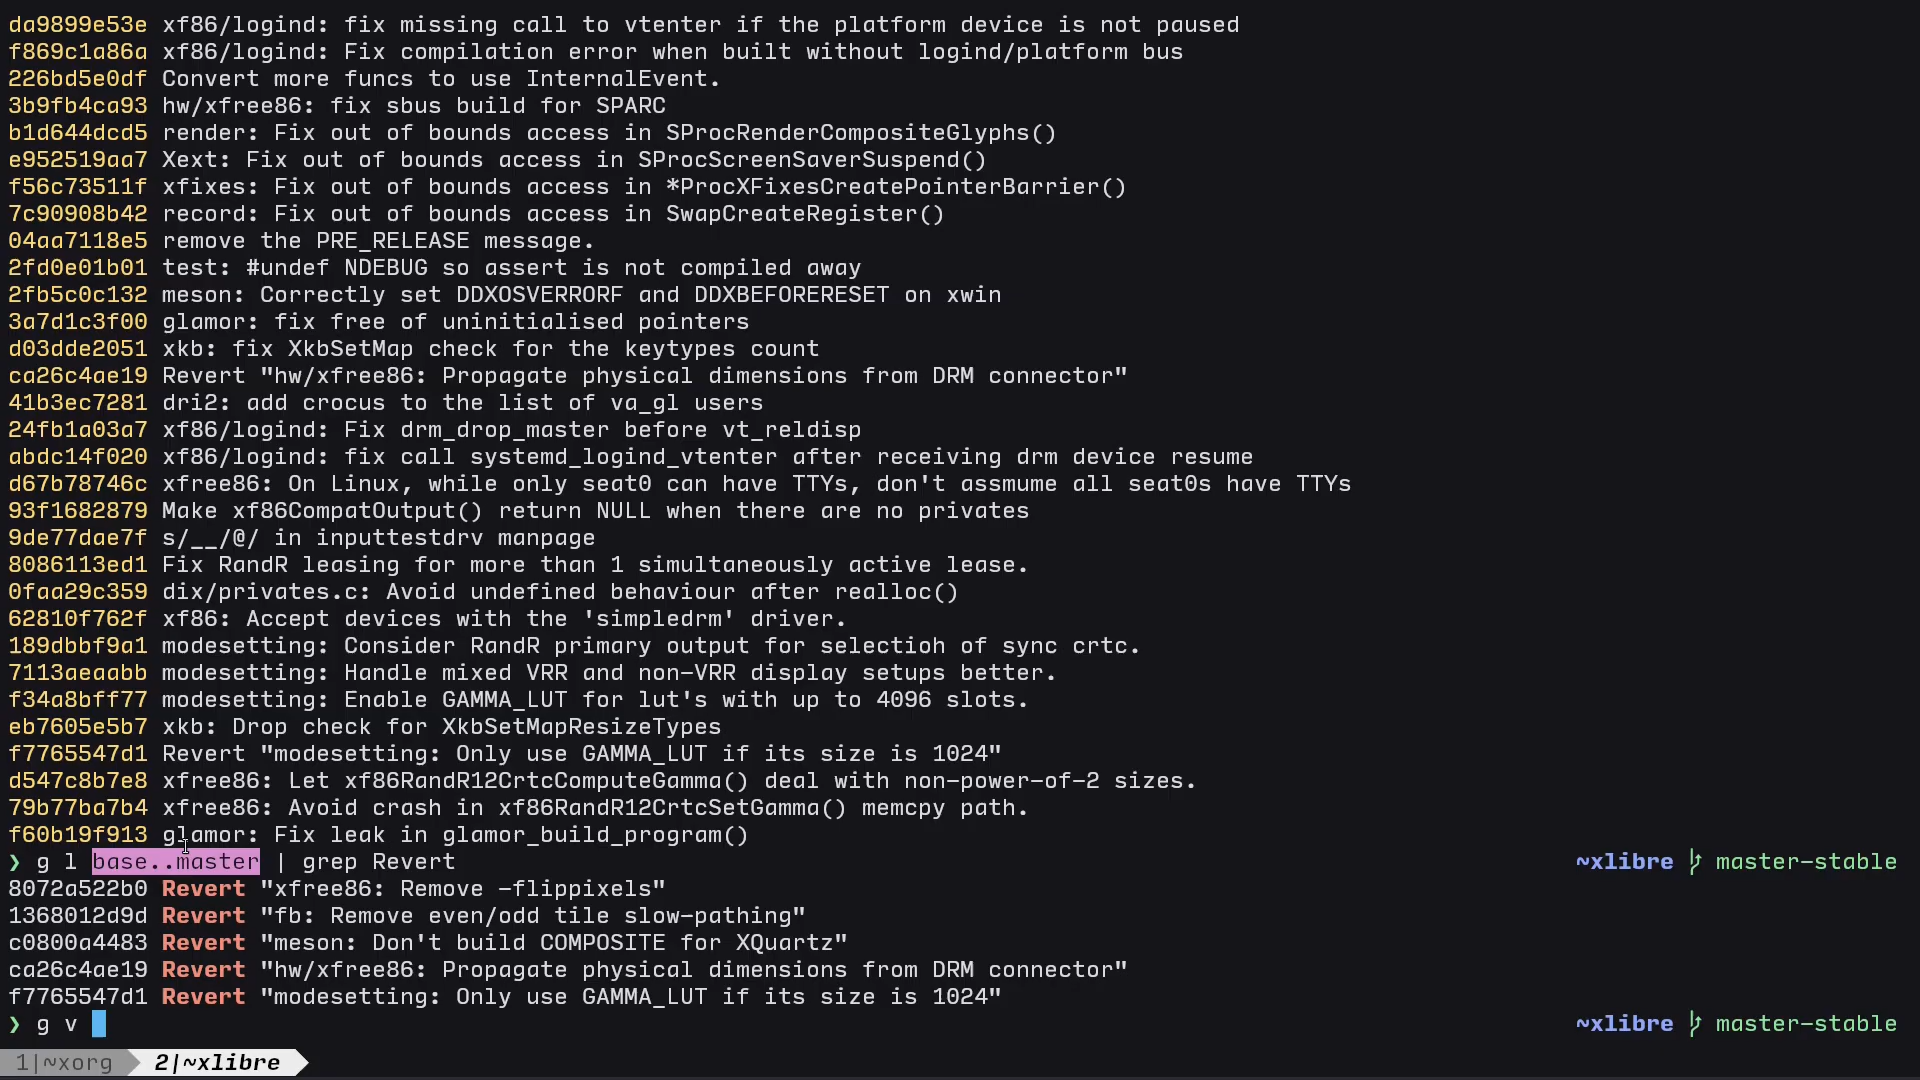 da9899e53e xf86/logind: fix missing call to vtenter if the platform device is not paused
f869c1a86a xf86/logind: Fix compilation error when built without logind/platform bus
226bd5e0df Convert more funcs to use InternalEvent.
3b9fb4ca93 hw/xfree86: fix sbus build for SPARC
b1d644dcd5 render: Fix out of bounds access in SProcRenderCompositeGlyphs()
e952519aa7 Xext: Fix out of bounds access in SProcScreenSaverSuspend()
f56c73511f xfixes: Fix out of bounds access in *ProcXFixesCreatePointerBarrier()
7c90908b42 record: Fix out of bounds access in SwapCreateRegister()
04aa7118e5 remove the PRE_RELEASE message.
2fd0e01b01 test: #undef NDEBUG so assert is not compiled away
2fb5c0c132 meson: Correctly set DDXOSVERRORF and DDXBEFORERESET on xwin
3a7d1c3f00 glamor: fix free of uninitialised pointers
d03dde2051 xkb: fix XkbSetMap check for the keytypes count
ca26c4ae19 Revert "hw/xfree86: Propagate physical dimensions from DRM connector"
41b3ec7281 dri2: add crocus to the list of va_gl users
24fb1a03a7 xf86/logind: Fix drm_drop_master before vt_reldisp
abdc14f020 xf86/logind: fix call systemd_logind_vtenter after receiving drm device resume
d67b78746c xfree86: On Linux, while only seat0 can have TTYs, don't assmume all seat0s have TTYs
93f1682879 Make xf86CompatOutput() return NULL when there are no privates
9de77dae7f s/__/@/ in inputtestdrv manpage
8086113ed1 Fix RandR leasing for more than 1 simultaneously active lease.
0faa29c359 dix/privates.c: Avoid undefined behaviour after realloc()
62810f762f xf86: Accept devices with the 'simpledrm' driver.
189dbbf9a1 modesetting: Consider RandR primary output for selectioh of sync crtc.
7113aeaabb modesetting: Handle mixed VRR and non-VRR display setups better.
f34a8bff77 modesetting: Enable GAMMA_LUT for lut's with up to 4096 slots.
eb7605e5b7 xkb: Drop check for XkbSetMapResizeTypes
f7765547d1 Revert "modesetting: Only use GAMMA_LUT if its size is 1024"
d547c8b7e8 xfree86: Let xf86RandR12CrtcComputeGamma() deal with non-power-of-2 sizes.
79b77ba7b4 xfree86: Avoid crash in xf86RandR12CrtcSetGamma() memcpy path.
f60b19f913 glamor: Fix leak in glamor_build_program()
❯ g l base..master | grep Revert ~xlibre master-stable
8072a522b0 Revert "xfree86: Remove -flippixels"
1368012d9d Revert "fb: Remove even/odd tile slow-pathing"
c0800a4483 Revert "meson: Don't build COMPOSITE for XQuartz"
ca26c4ae19 Revert "hw/xfree86: Propagate physical dimensions from DRM connector"
f7765547d1 Revert "modesetting: Only use GAMMA_LUT if its size is 1024"
❯ g v ~xlibre master-stable
1|~xorg 2|~xlibre